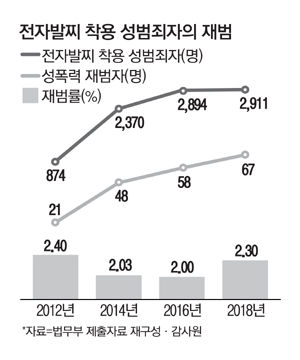 전자발찌 착용 성범죄자의 재범
전자발찌 착용 성범죄자(명)
성폭력 재범자(명)
재범률(%)
874 2,370 2,894 2,911
21 48 58 67
2.40 2.03 2.00 2.30
2012년 2014년 2016년 2018년
*자료=법무부 제출자료 재구성·감사원